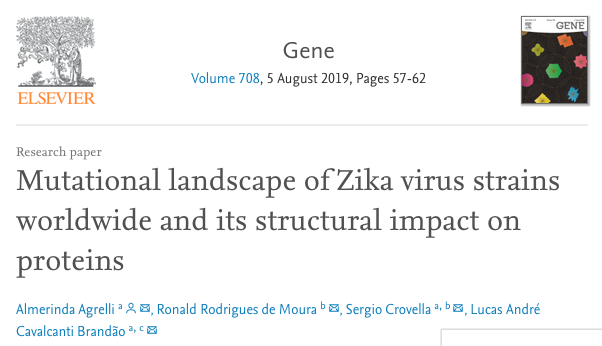 ELSEVIER
Gene
Volume 708, 5 August 2019, Pages 57-62
GENE
Research paper
Mutational landscape of Zika virus strains
worldwide and its structural impact on
proteins
Almerinda Agrelli a, Ronald Rodrigues de Moura b, Sergio Crovella a, b, Lucas André
Cavalcanti Brandão a, c